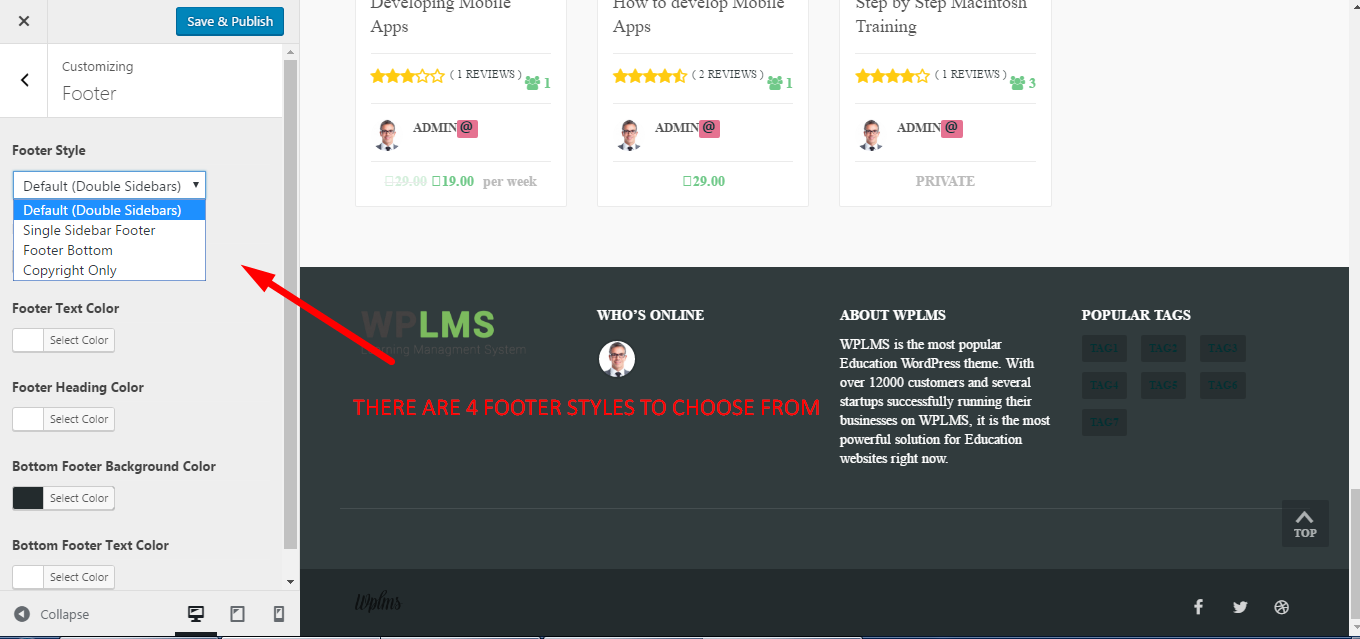 ×
Save & Publish
Customizing
Footer
Footer Style
Default (Double Sidebars)
Default (Double Sidebars)
Single Sidebar Footer
Footer Bottom
Copyright Only
Footer Text Color
Select Color
Footer Heading Color
Select Color
Bottom Footer Background Color
Select Color
Bottom Footer Text Color
Select Color
Collapse
Developing Mobile
Apps
( 1 REVIEWS )
1
ADMIN@
29.00 19.00 per week
How to develop Mobile
Apps
( 2 REVIEWS )
1
ADMIN@
29.00
Step by Step Macintosh
Training
( 1 REVIEWS )
3
ADMIN@
PRIVATE
WPLMS
Learning Managment System
THERE ARE 4 FOOTER STYLES TO CHOOSE FROM
WHO'S ONLINE
ABOUT WPLMS
WPLMS is the most popular
Education WordPress theme. With
over 12000 customers and several
startups successfully running their
businesses on WPLMS, it is the most
powerful solution for Education
websites right now.
POPULAR TAGS
TAG1 TAG2 TAG3
TAG4 TAG5 TAG6
TAG7
TOP
Wplms